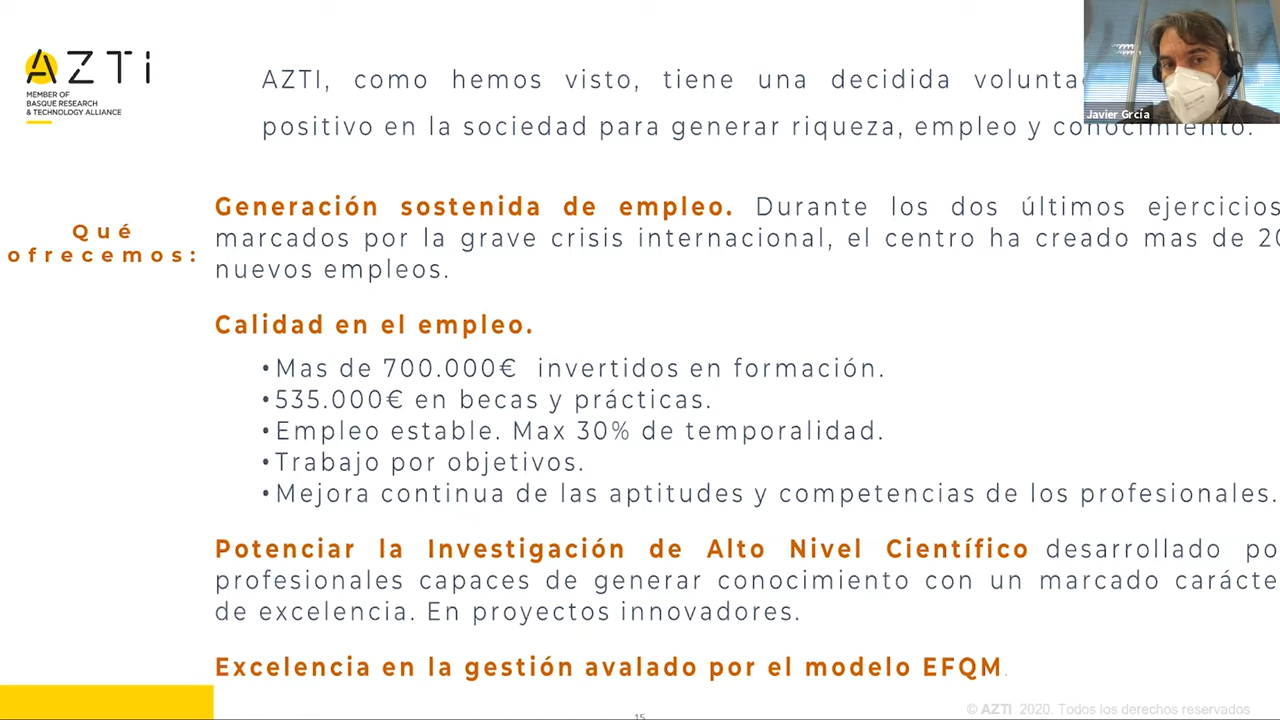 AZTi
MEMBER OF
BASQUE RESEARCH
& TECHNOLOGY ALLIANCE
AZTI, como hemos visto, tiene una decidida
positivo en la sociedad para generar riqueza, empleo y conocimiento.
Javier Grcía
Qué
ofrecemos:
Generación sostenida de empleo. Durante los dos últimos ejercicios
marcados por la grave crisis internacional, el centro ha creado mas de
nuevos empleos.
Calidad en el empleo.
•Mas de 700.000€ invertidos en formación.
•535.000€ en becas y prácticas.
•Empleo estable. Max 30% de temporalidad.
•Trabajo por objetivos.
•Mejora continua de las aptitudes y competencias de los profesionales.
Potenciar la Investigación de Alto Nivel Científico desarrollado po
profesionales capaces de generar conocimiento con un marcado carácte
de excelencia. En proyectos innovadores.
Excelencia en la gestión avalado por el modelo EFQM.
15
© AZTI 2020. Todos los derechos reservados